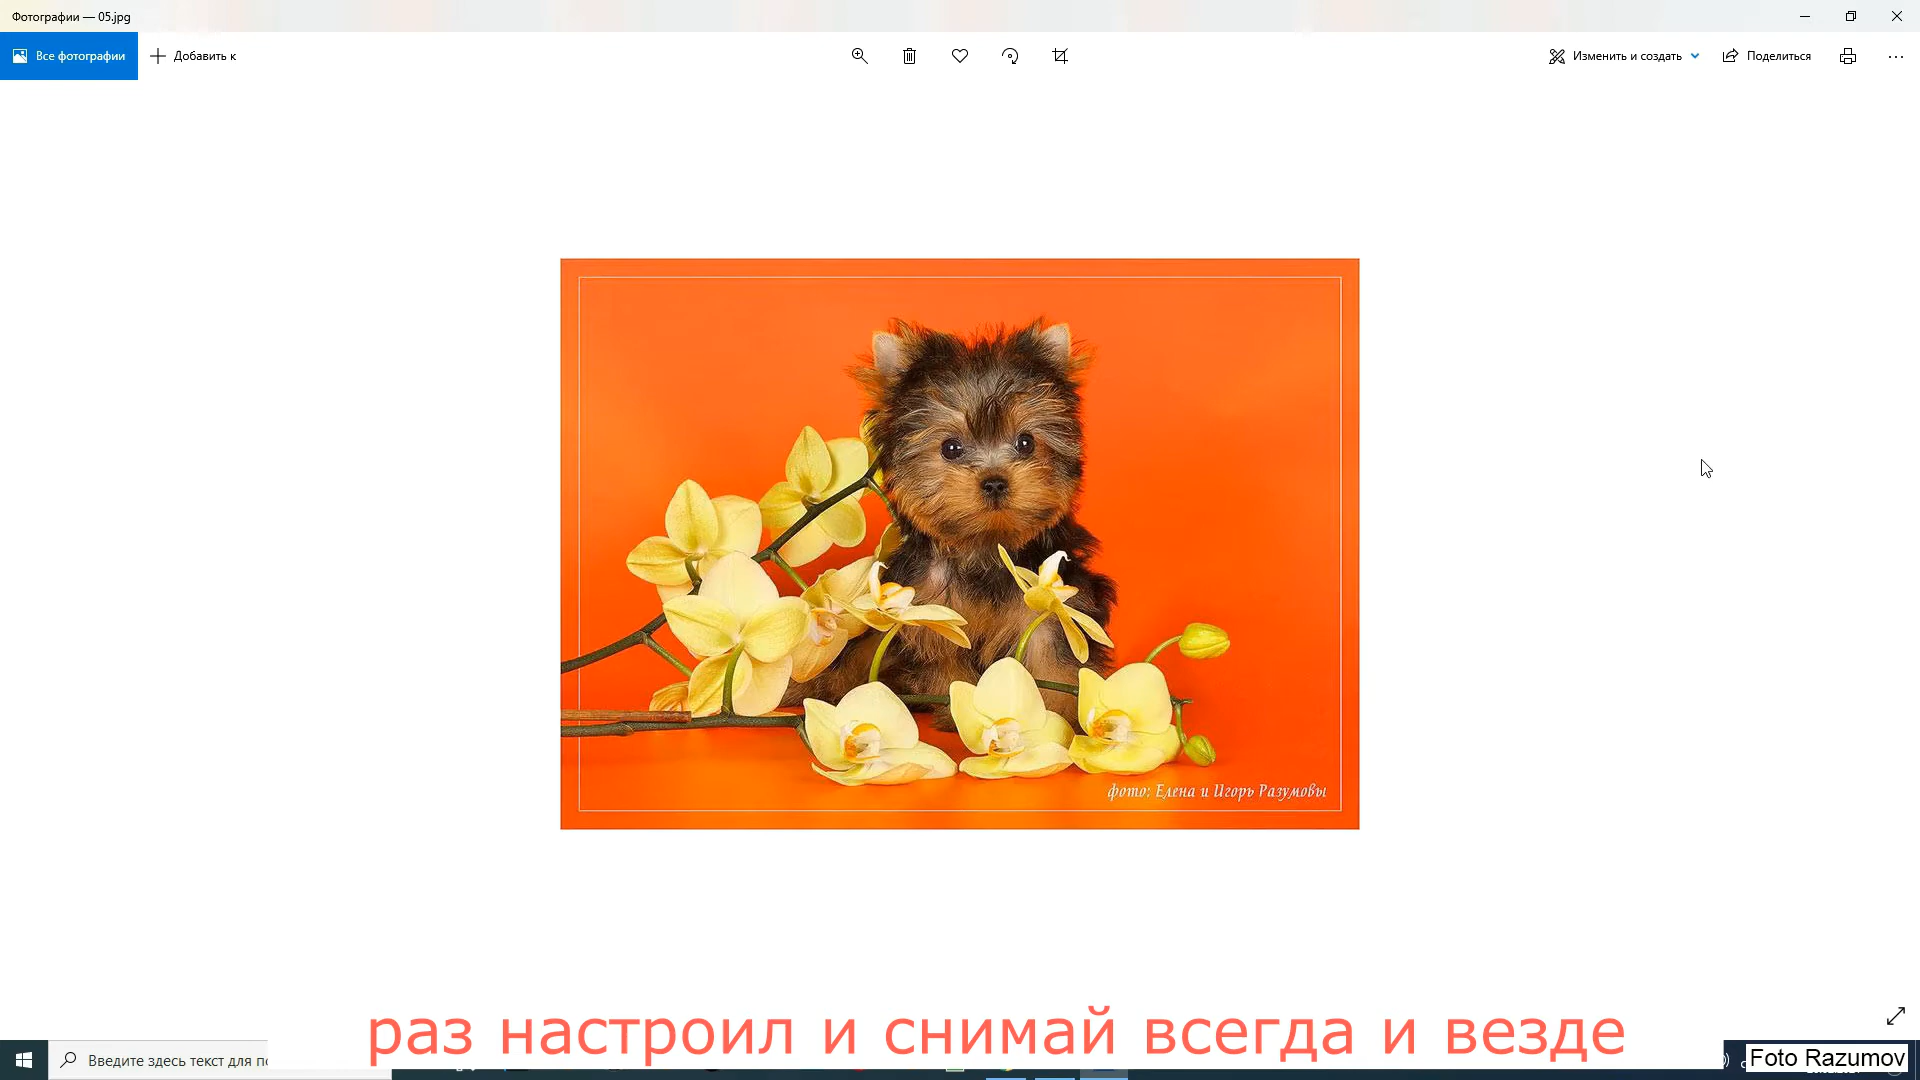 Фотографии — 05.jpg
Все фотографии
Добавить к
Изменить и создать
Поделиться
фото: Елена и Игорь Разумовы
раз настроил и снимай всегда и везде
Введите здесь текст для
Foto Razumov